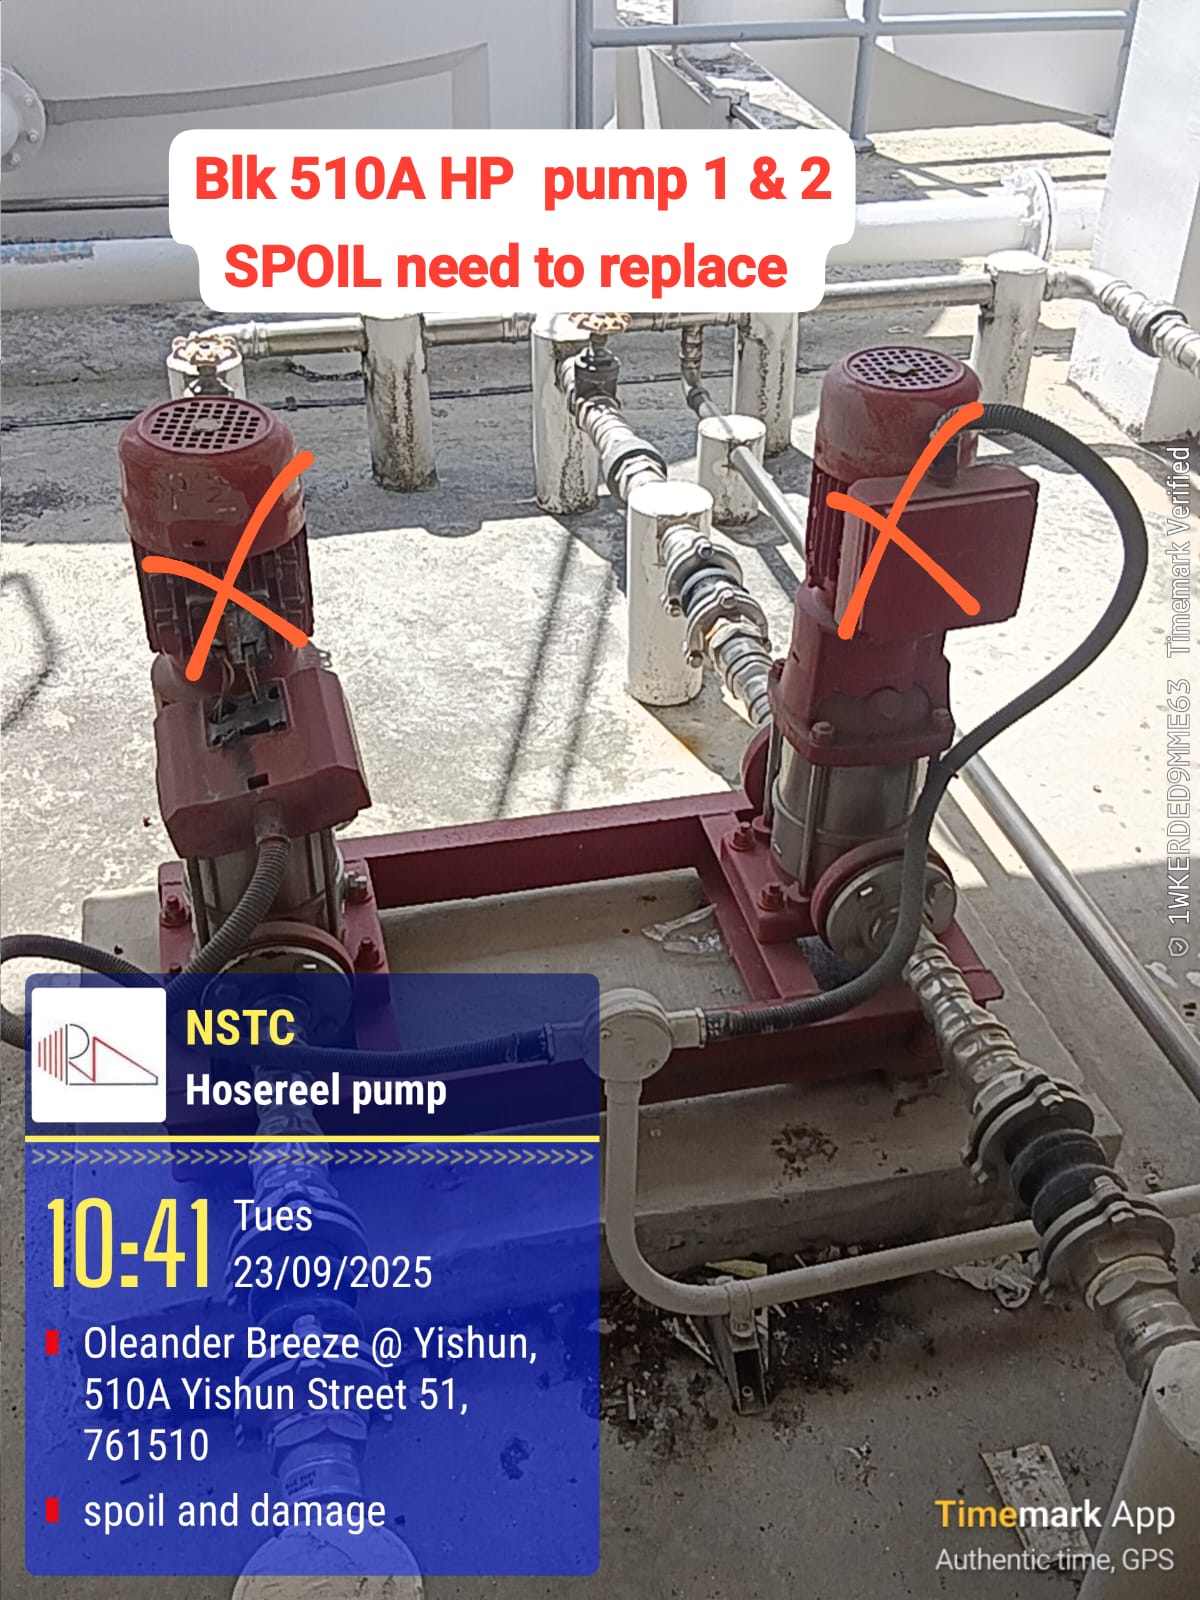 Blk 510A HP  pump 1 & 2
SPOIL need to replace
NSTC
Hosereel pump
>>>>>>>>>>>>>>>>>>>>>>>>>>>>>>>>>>>>>>>
10:41
Tues
23/09/2025
Oleander Breeze @ Yishun,
510A Yishun Street 51,
761510
spoil and damage
Timemark App
Authentic time, GPS
1WKERDED9MME63 Timemark Verified